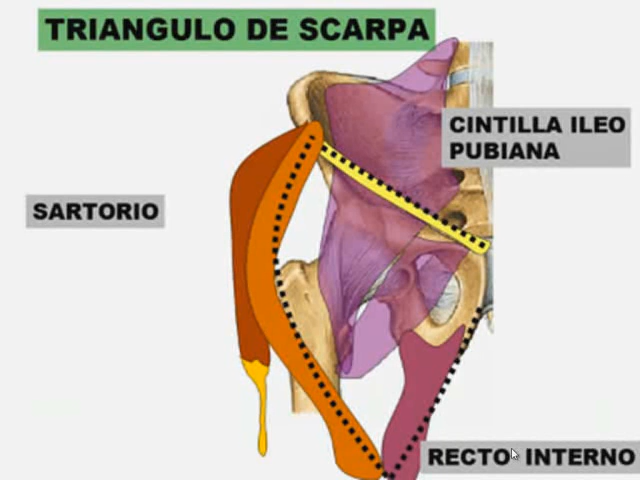 TRIANGULO DE SCARPA
CINTILLA ILEO
PUBIANA
SARTORIO
RECTO INTERNO